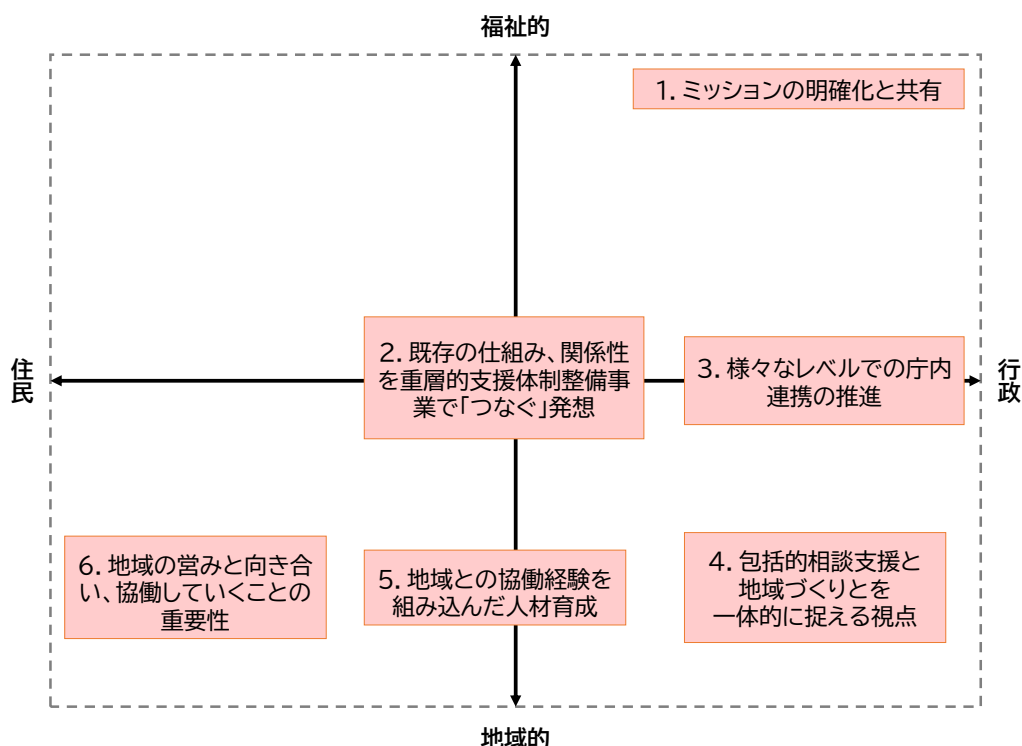 福祉的
1. ミッションの明確化と共有
住民
2. 既存の仕組み、関係性
を重層的支援体制整備事
業で「つなぐ」発想
3. 様々なレベルでの庁内
連携の推進
行政
6. 地域の営みと向き合
い、協働していくことの
重要性
5. 地域との協働経験を
組み込んだ人材育成
4. 包括的相談支援と
地域づくりとを
一体的に捉える視点
地域的